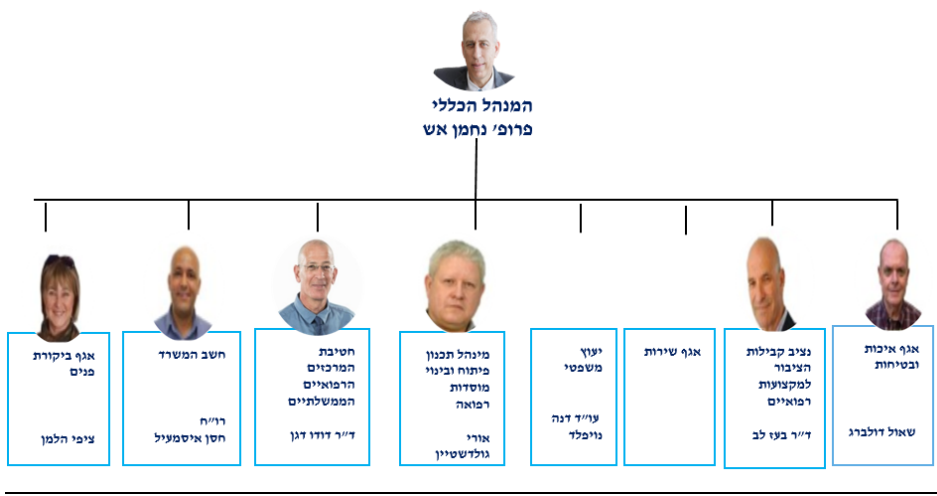 המנהל הכללי
פרופ׳ נחמן אש
אגף איכות
ובטיחות
שאול דולברג
נציב קבילות
הציבור
למקצועות
רפואיים
ד״ר בעז לב
אגף שירות
יעוץ
משפטי
עו״ד דנה
נויפלד
מינהל תכנון
פיתוח ובינוי
מוסדות
רפואה
אורי
גולדשטיין
חטיבת
המרכזים
הרפואיים
הממשלתיים
ד״ר דודו דגן
חשב המשרד
רו״ח
חסן איסמעיל
אגף ביקורת
פנים
ציפי הלמן